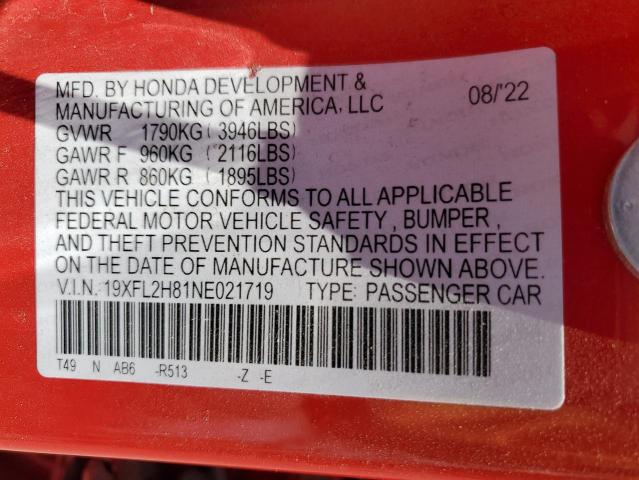 MFD. BY HONDA DEVELOPMENT & 08/'22
MANUFACTURING OF AMERICA, LLC
GVWR 1790KG (3946LBS)
GAWR F 960KG (2116LBS)
GAWR R 860KG (1895LBS)
THIS VEHICLE CONFORMS TO ALL APPLICABLE
FEDERAL MOTOR VEHICLE SAFETY , BUMPER ,
AND THEFT PREVENTION STANDARDS IN EFFECT
ON THE DATE OF MANUFACTURE SHOWN ABOVE.
V.I.N.:19XFL2H81NE021719 TYPE: PASSENGER CAR
T49 N AB6 -R513 -Z -E